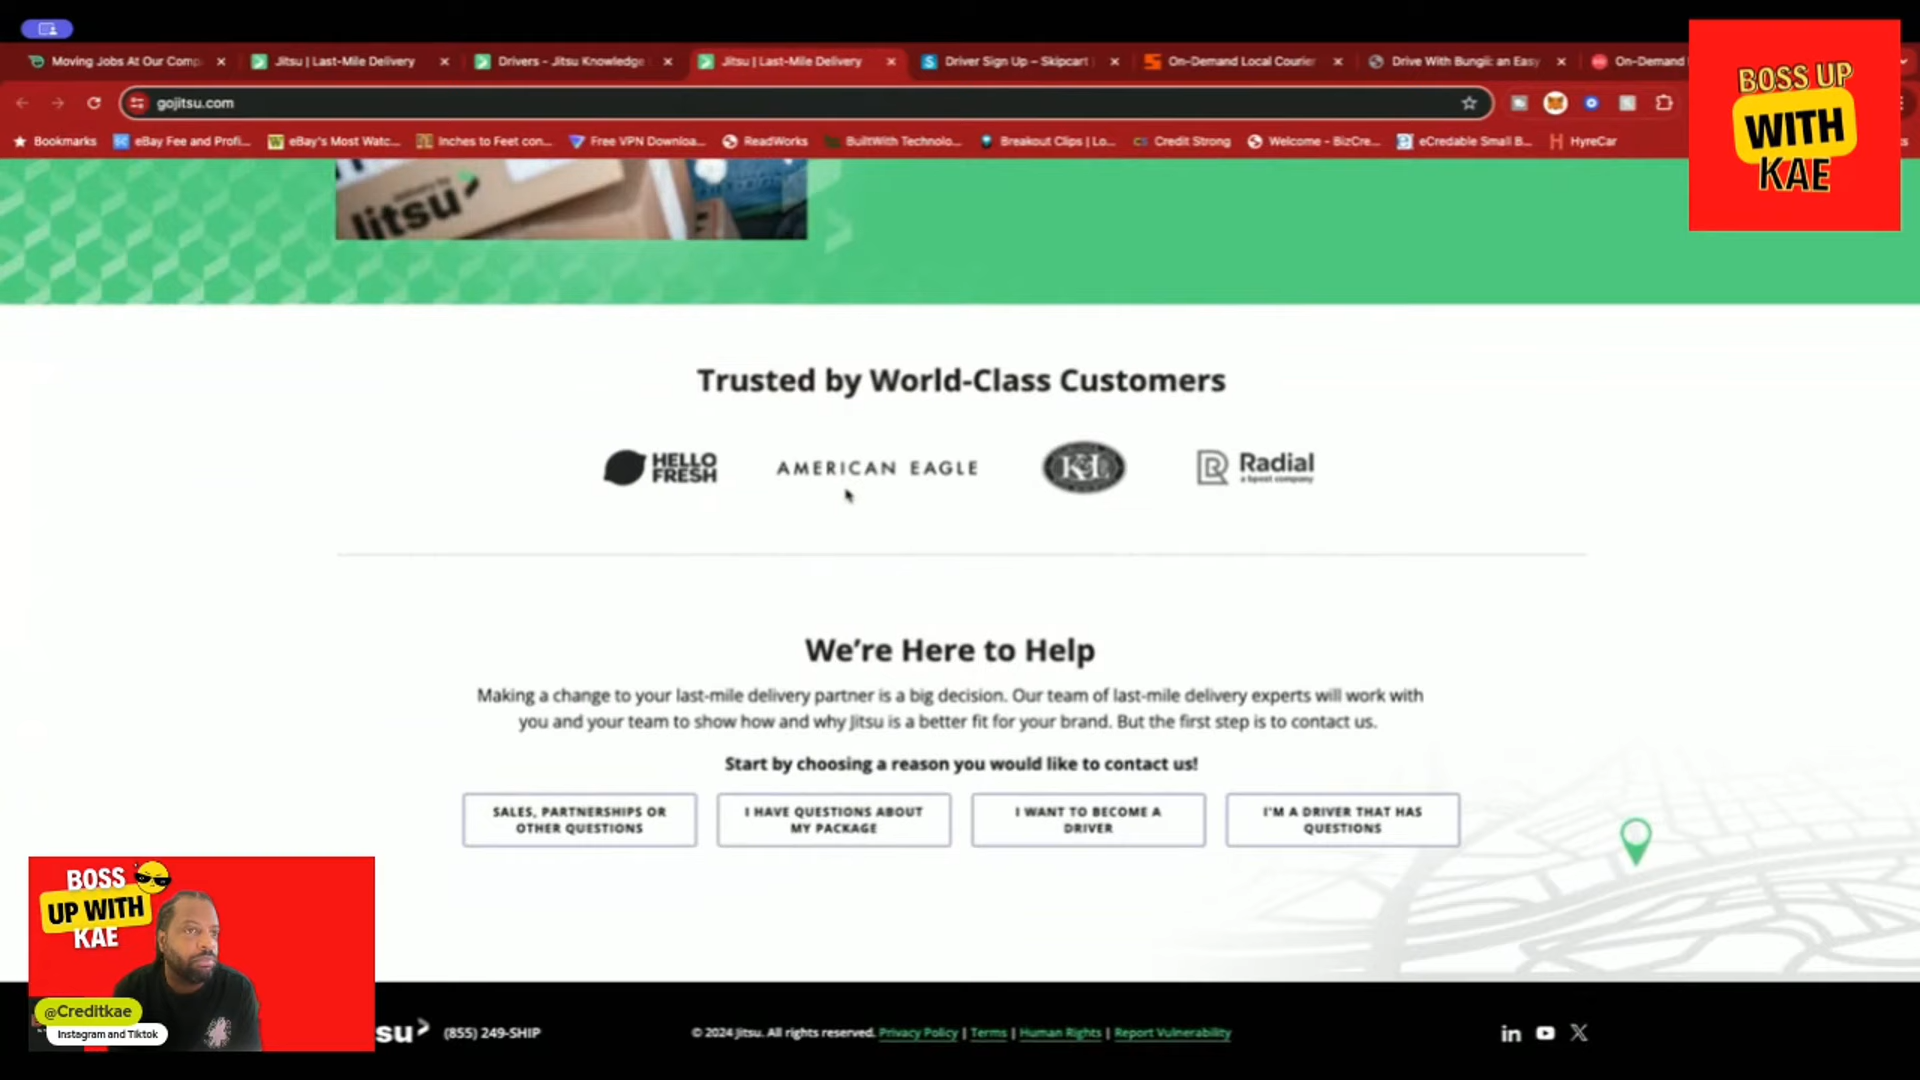 Moving Jobs At Our Comp
Jitsu | Last-Mile Delivery
Drivers - Jitsu Knowledge
Jitsu | Last-Mile Delivery
Driver Sign Up – Skipcart
On-Demand Local Courier
Drive With Bungii: an Easy
On-Demand
gojitsu.com
Bookmarks
eBay Fee and Profi...
eBay's Most Watc...
Inches to Feet con...
Free VPN Downloa...
ReadWorks
BuiltWith Technolo...
Breakout Clips | Lo...
Credit Strong
Welcome - BizCre...
eCredable Small B...
HyreCar
BOSS UP
WITH
KAE
Jitsu
Trusted by World-Class Customers
HELLO
FRESH
AMERICAN EAGLE
K&L
Radial
a bpost company
We're Here to Help
Making a change to your last-mile delivery partner is a big decision. Our team of last-mile delivery experts will work with
you and your team to show how and why Jitsu is a better fit for your brand. But the first step is to contact us.
Start by choosing a reason you would like to contact us!
SALES, PARTNERSHIPS OR
OTHER QUESTIONS
I HAVE QUESTIONS ABOUT
MY PACKAGE
I WANT TO BECOME A
DRIVER
I'M A DRIVER THAT HAS
QUESTIONS
BOSS
UP WITH
KAE
@Creditkae
Instagram and Tiktok
su
(855) 249-SHIP
© 2024 Jitsu. All rights reserved. Privacy Policy | Terms | Human Rights | Report Vulnerability